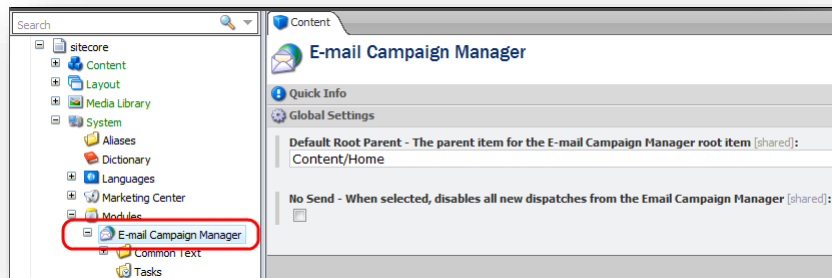 Search
sitecore
Content
Layout
Media Library
System
Aliases
Dictionary
Languages
Marketing Center
Modules
E-mail Campaign Manager
Common Text
Tasks
Content
E-mail Campaign Manager
Quick Info
Global Settings
Default Root Parent - The parent item for the E-mail Campaign Manager root item [shared]:
Content/Home
No Send - When selected, disables all new dispatches from the Email Campaign Manager [shared]: